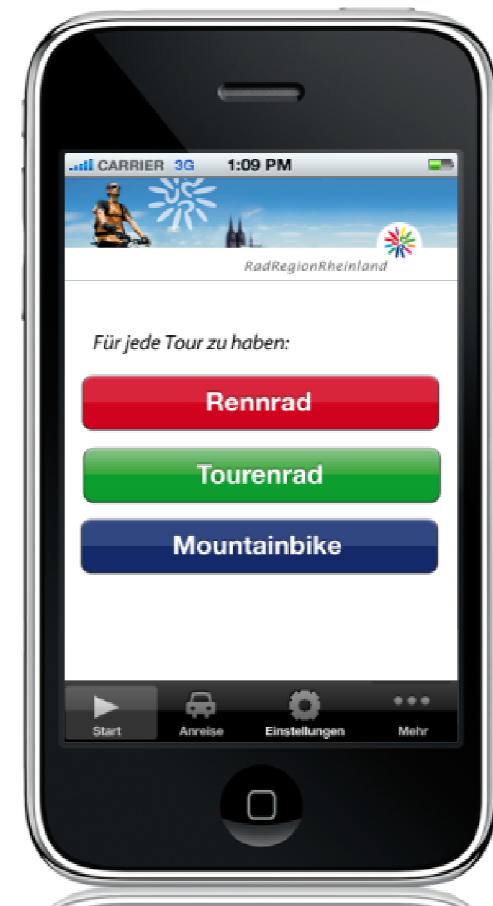 CARRIER 3G 1:09 PM
RadRegionRheinland
Für jede Tour zu haben:
Rennrad
Tourenrad
Mountainbike
Start Anreise Einstellungen Mehr